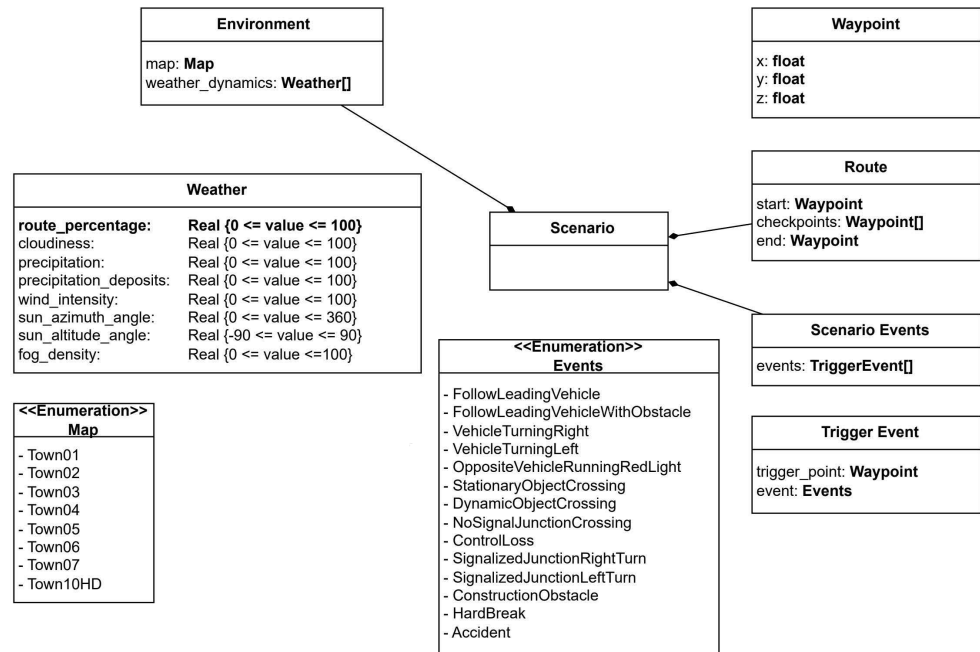 Environment
map: Map
weather_dynamics: Weather[]
Waypoint
x: float
y: float
z: float
Weather
route_percentage: Real {0 <= value <= 100}
cloudiness: Real {0 <= value <= 100}
precipitation: Real {0 <= value <= 100}
precipitation_deposits: Real {0 <= value <= 100}
wind_intensity: Real {0 <= value <= 100}
sun_azimuth_angle: Real {0 <= value <= 360}
sun_altitude_angle: Real {-90 <= value <= 90}
fog_density: Real {0 <= value <=100}
Scenario
Route
start: Waypoint
checkpoints: Waypoint[]
end: Waypoint
Scenario Events
events: TriggerEvent[]
<<Enumeration>>
Map
- Town01
- Town02
- Town03
- Town04
- Town05
- Town06
- Town07
- Town10HD
<<Enumeration>>
Events
- FollowLeadingVehicle
- FollowLeadingVehicleWithObstacle
- VehicleTurningRight
- VehicleTurningLeft
- OppositeVehicleRunningRedLight
- StationaryObjectCrossing
- DynamicObjectCrossing
- NoSignalJunctionCrossing
- ControlLoss
- SignalizedJunctionRightTurn
- SignalizedJunctionLeftTurn
- ConstructionObstacle
- HardBreak
- Accident
Trigger Event
trigger_point: Waypoint
event: Events